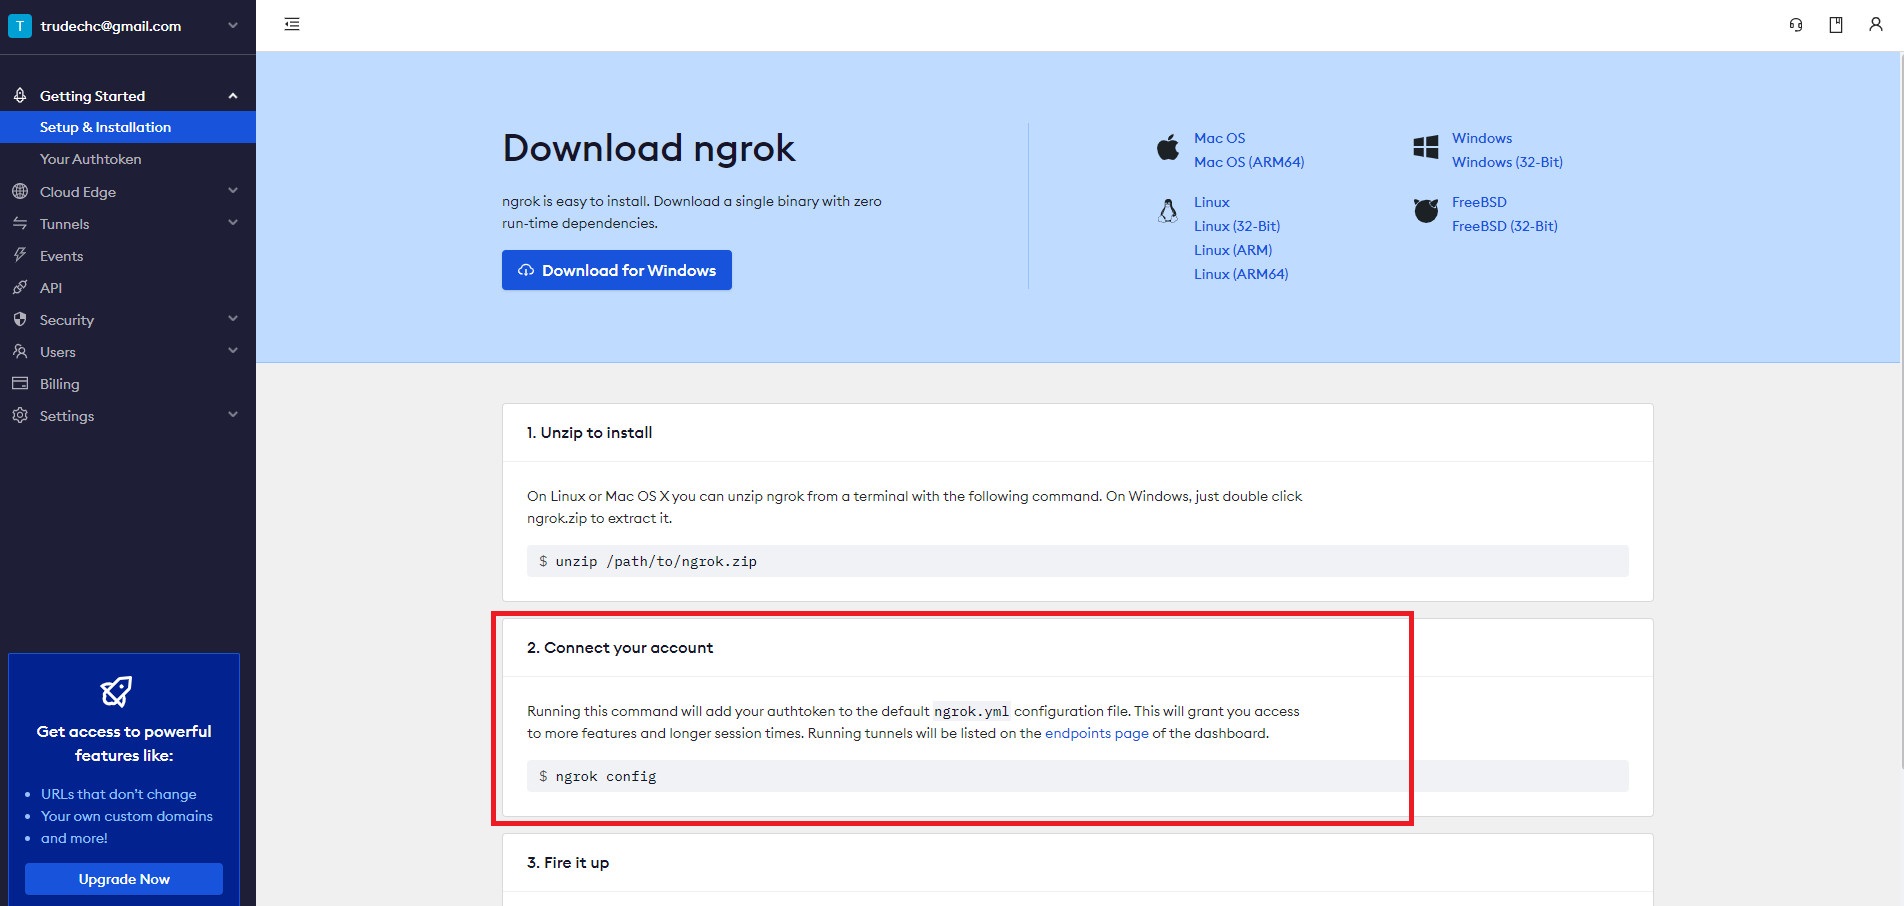 T trudechc@gmail.com
Getting Started
Setup & Installation
Your Authtoken
Cloud Edge
Tunnels
Events
API
Security
Users
Billing
Settings
Get access to powerful
features like:
• URLs that don't change
• Your own custom domains
• and more!
Upgrade Now
Download ngrok
ngrok is easy to install. Download a single binary with zero
run-time dependencies.
Download for Windows
Mac OS
Mac OS (ARM64)
Linux
Linux (32-Bit)
Linux (ARM)
Linux (ARM64)
Windows
Windows (32-Bit)
FreeBSD
FreeBSD (32-Bit)
1. Unzip to install
On Linux or Mac OS X you can unzip ngrok from a terminal with the following command. On Windows, just double click
ngrok.zip to extract it.
$ unzip /path/to/ngrok.zip
2. Connect your account
Running this command will add your authtoken to the default ngrok.yml configuration file. This will grant you access
to more features and longer session times. Running tunnels will be listed on the endpoints page of the dashboard.
$ ngrok config
3. Fire it up